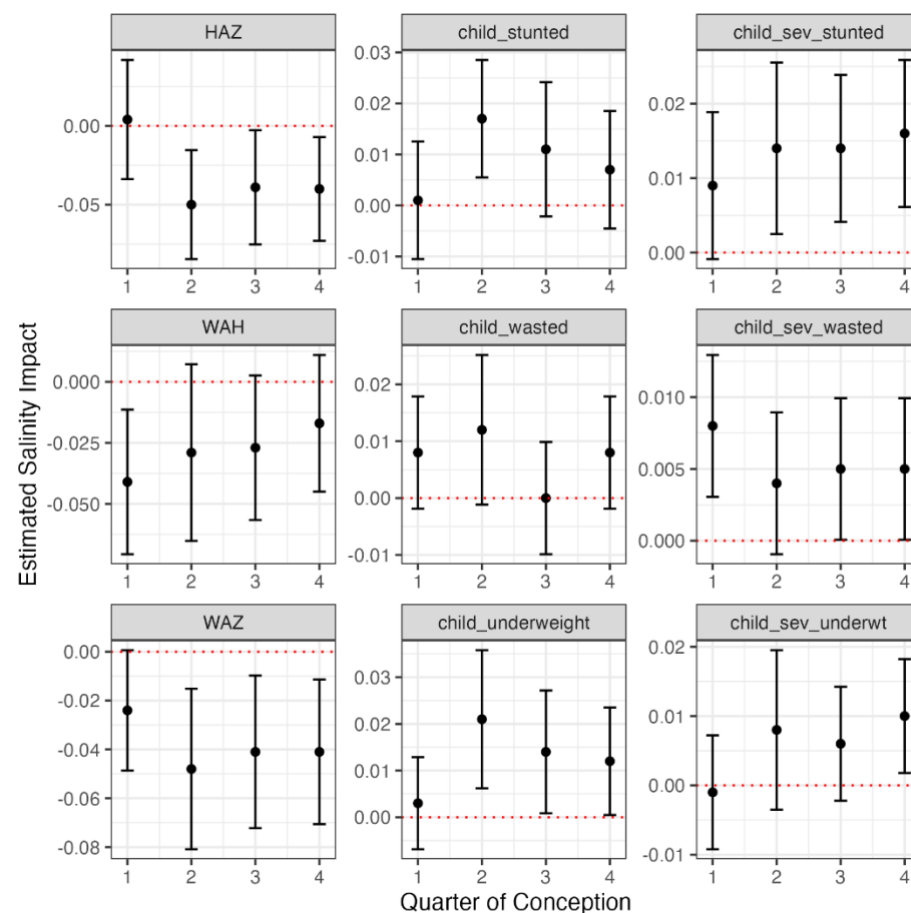 HAZ child_stunted child_sev_stunted
0.00
-0.05
1 2 3 4
0.03
0.02
0.01
0.00
-0.01
1 2 3 4
0.02
0.01
0.00
1 2 3 4
WAH child_wasted child_sev_wasted
0.000
-0.025
-0.050
1 2 3 4
0.02
0.01
0.00
-0.01
1 2 3 4
0.010
0.005
0.000
1 2 3 4
WAZ child_underweight child_sev_underwt
0.00
-0.02
-0.04
-0.06
-0.08
1 2 3 4
0.03
0.02
0.01
0.00
1 2 3 4
0.02
0.01
0.00
-0.01
1 2 3 4
Estimated Salinity Impact
Quarter of Conception